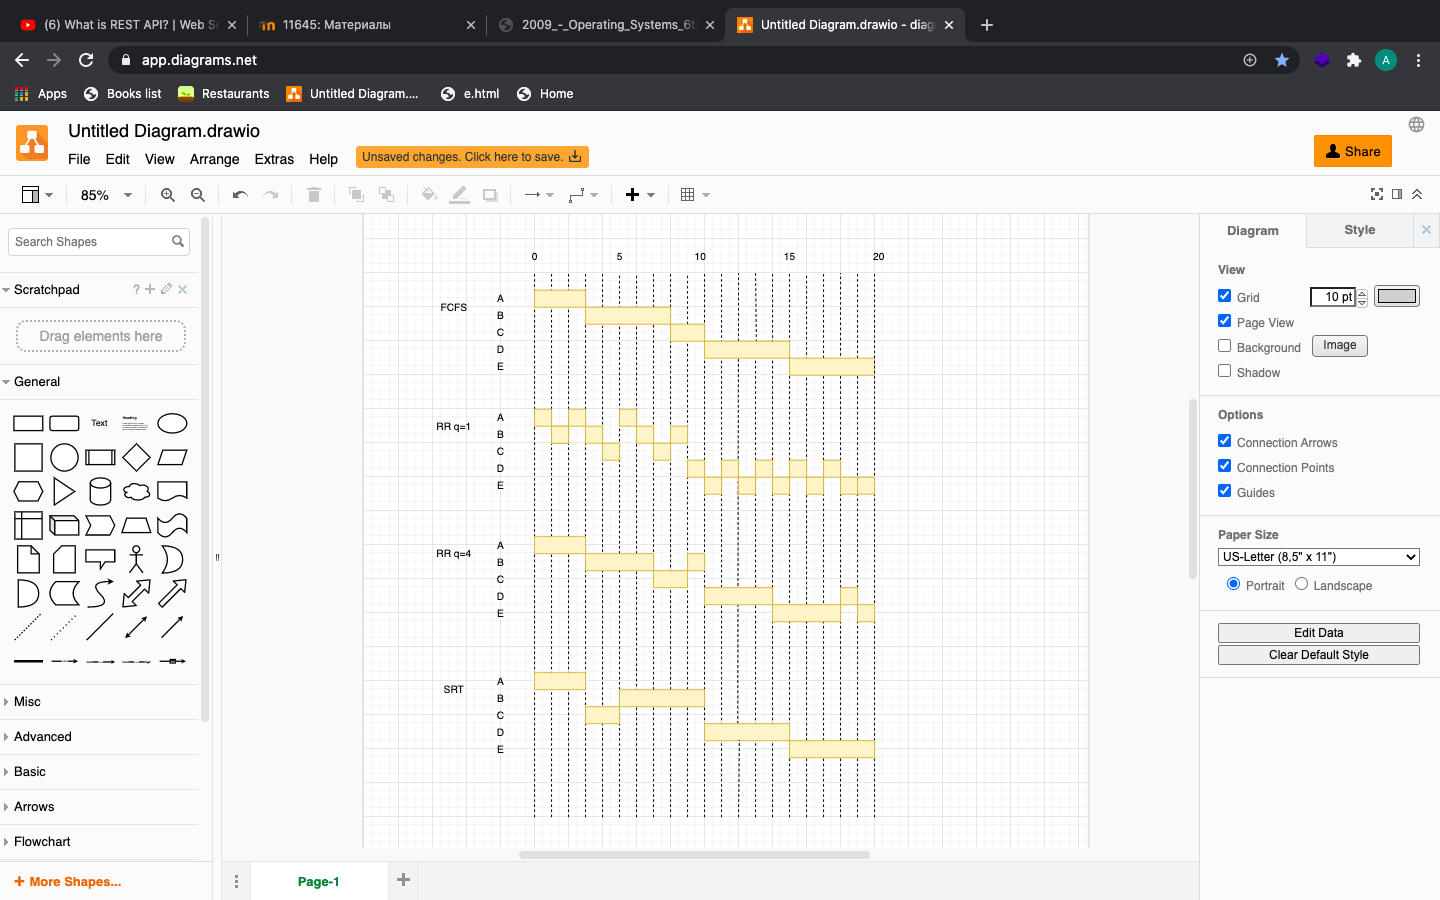 (6) What is REST API? | Web S
11645: Материалы
2009_-_Operating_Systems_6t
Untitled Diagram.drawio - diag
app.diagrams.net
A
Apps
Books list
Restaurants
Untitled Diagram....
e.html
Home
Untitled Diagram.drawio
File Edit View Arrange Extras Help
Unsaved changes. Click here to save.
Share
85%
Search Shapes
Scratchpad
?
Drag elements here
General
Text
Heading
Misc
Advanced
Basic
Arrows
Flowchart
+ More Shapes...
0 5 10 15 20
FCFS
A
B
C
D
E
RR q=1
A
B
C
D
E
RR q=4
A
B
C
D
E
SRT
A
B
C
D
E
Page-1
Diagram
Style
View
Grid
10 pt
Page View
Background
Image
Shadow
Options
Connection Arrows
Connection Points
Guides
Paper Size
US-Letter (8,5" x 11")
Portrait
Landscape
Edit Data
Clear Default Style